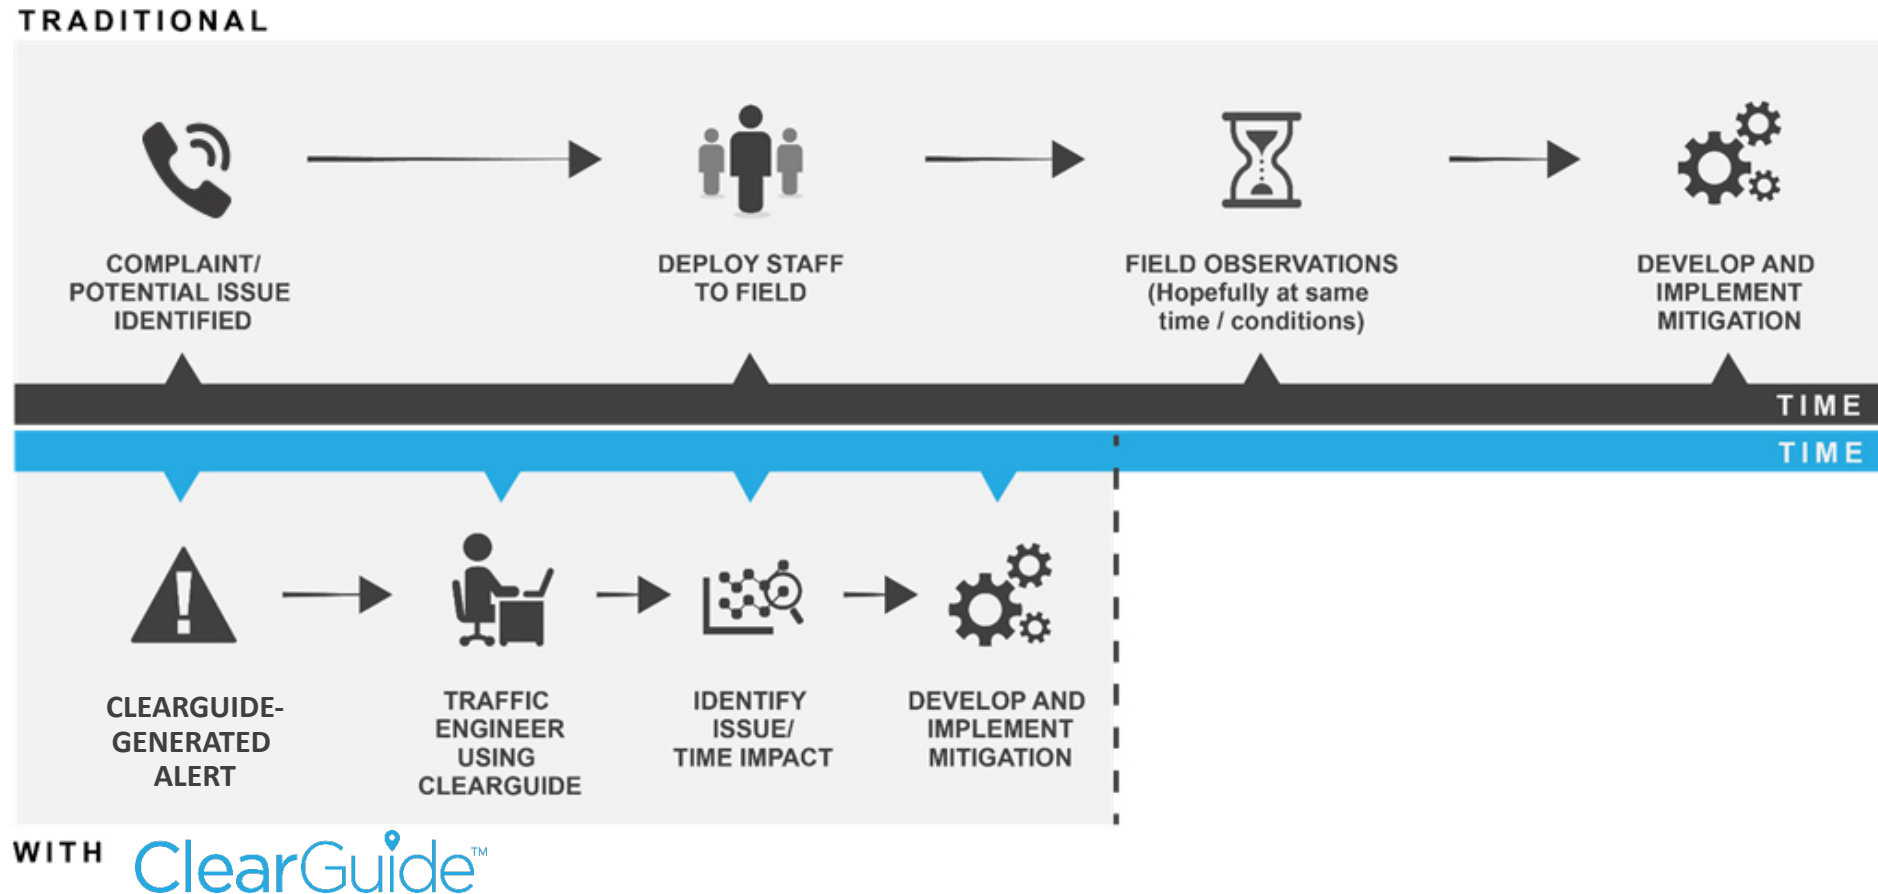 TRADITIONAL
COMPLAINT/
POTENTIAL ISSUE
IDENTIFIED
DEPLOY STAFF
TO FIELD
FIELD OBSERVATIONS
(Hopefully at same
time / conditions)
DEVELOP AND
IMPLEMENT
MITIGATION
TIME
TIME
CLEARGUIDE-
GENERATED
ALERT
TRAFFIC
ENGINEER
USING
CLEARGUIDE
IDENTIFY
ISSUE/
TIME IMPACT
DEVELOP AND
IMPLEMENT
MITIGATION
WITH ClearGuide™